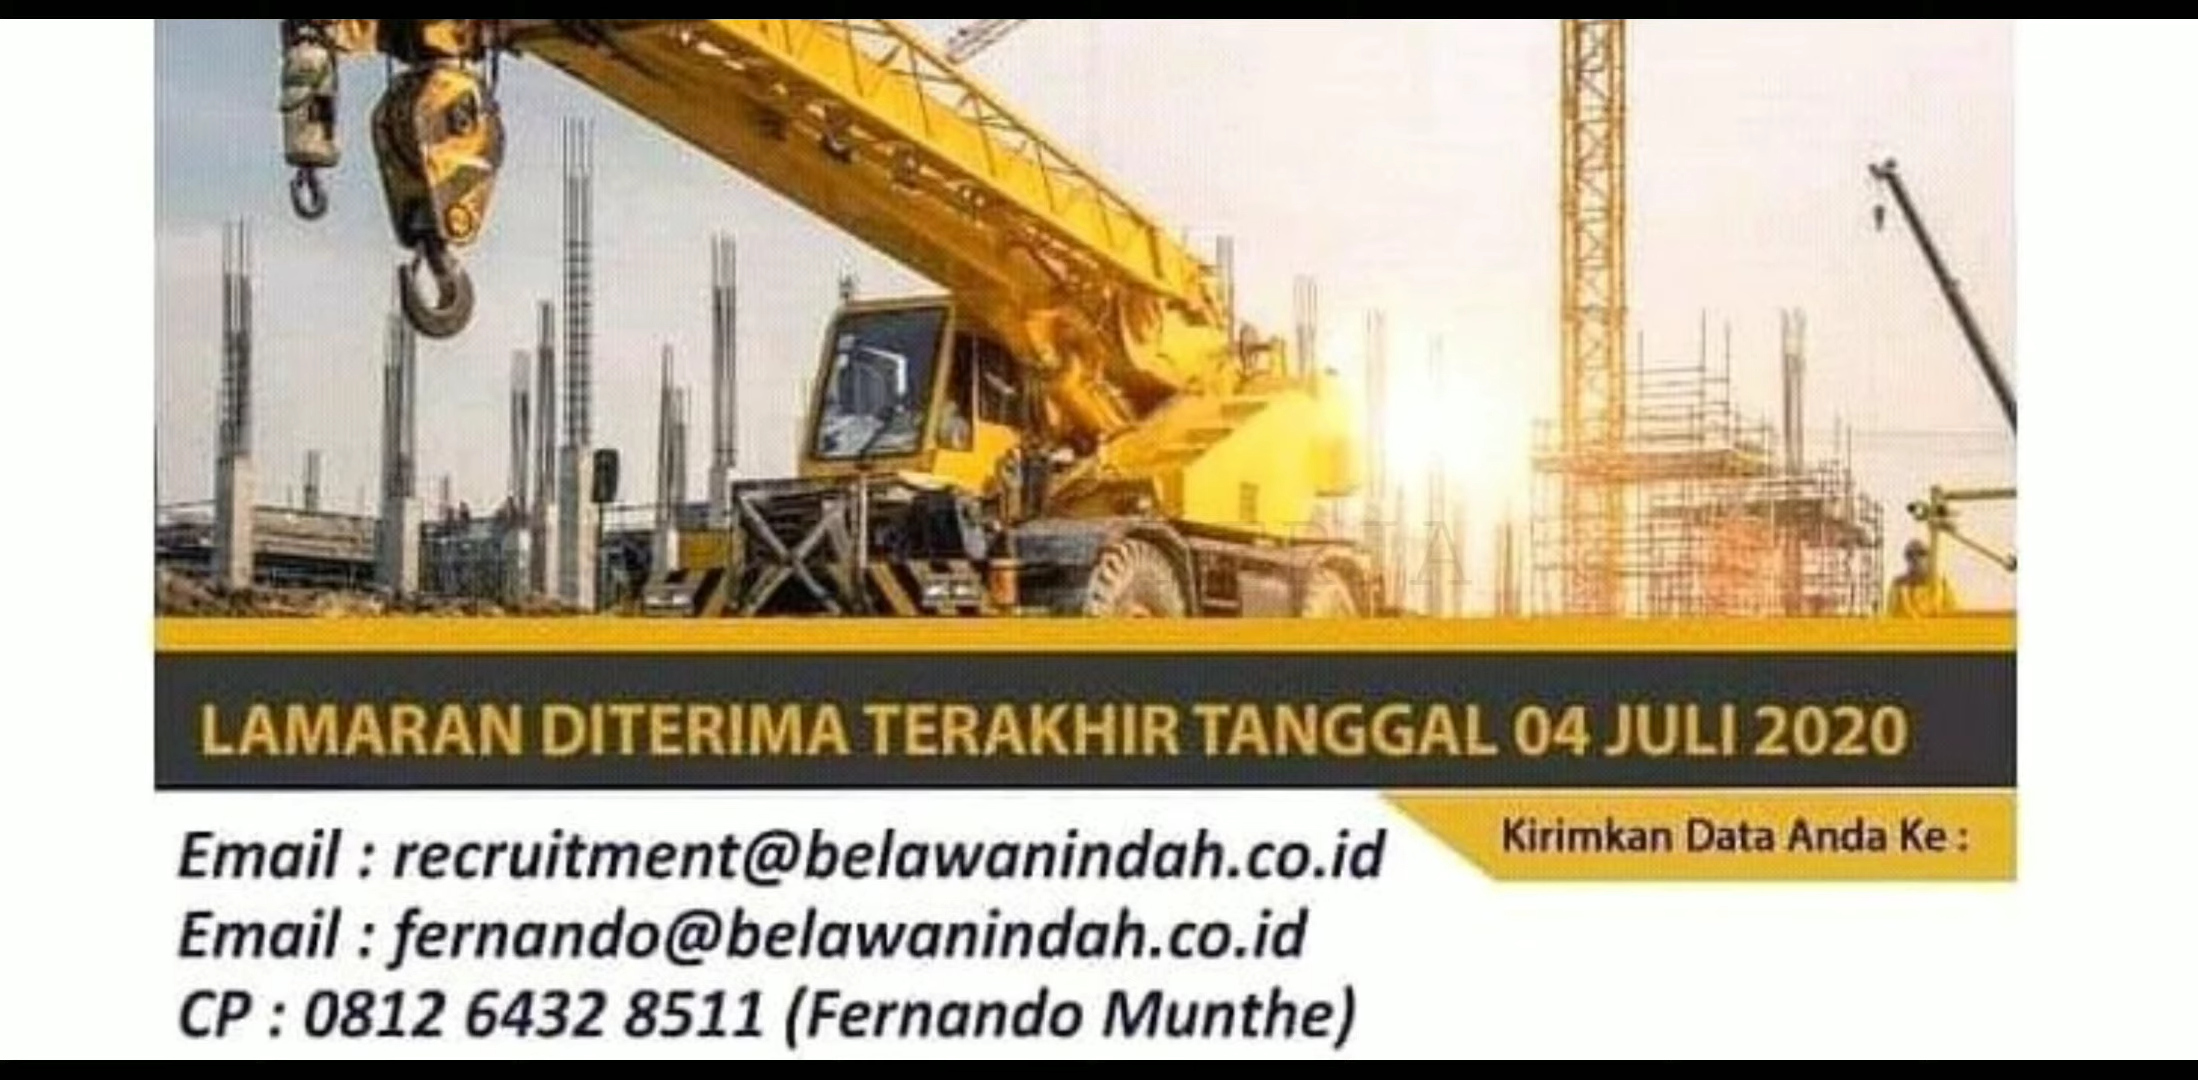 LAMARAN DITERIMA TERAKHIR TANGGAL 04 JULI 2020
Kirimkan Data Anda Ke :
Email : recruitment@belawanindah.co.id
Email : fernando@belawanindah.co.id
CP : 0812 6432 8511 (Fernando Munthe)